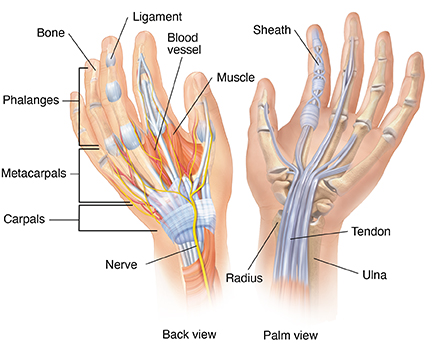 Ligament
Bone
Blood
vessel
Muscle
Phalanges
Metacarpals
Carpals
Nerve
Back view
Sheath
Tendon
Radius
Ulna
Palm view